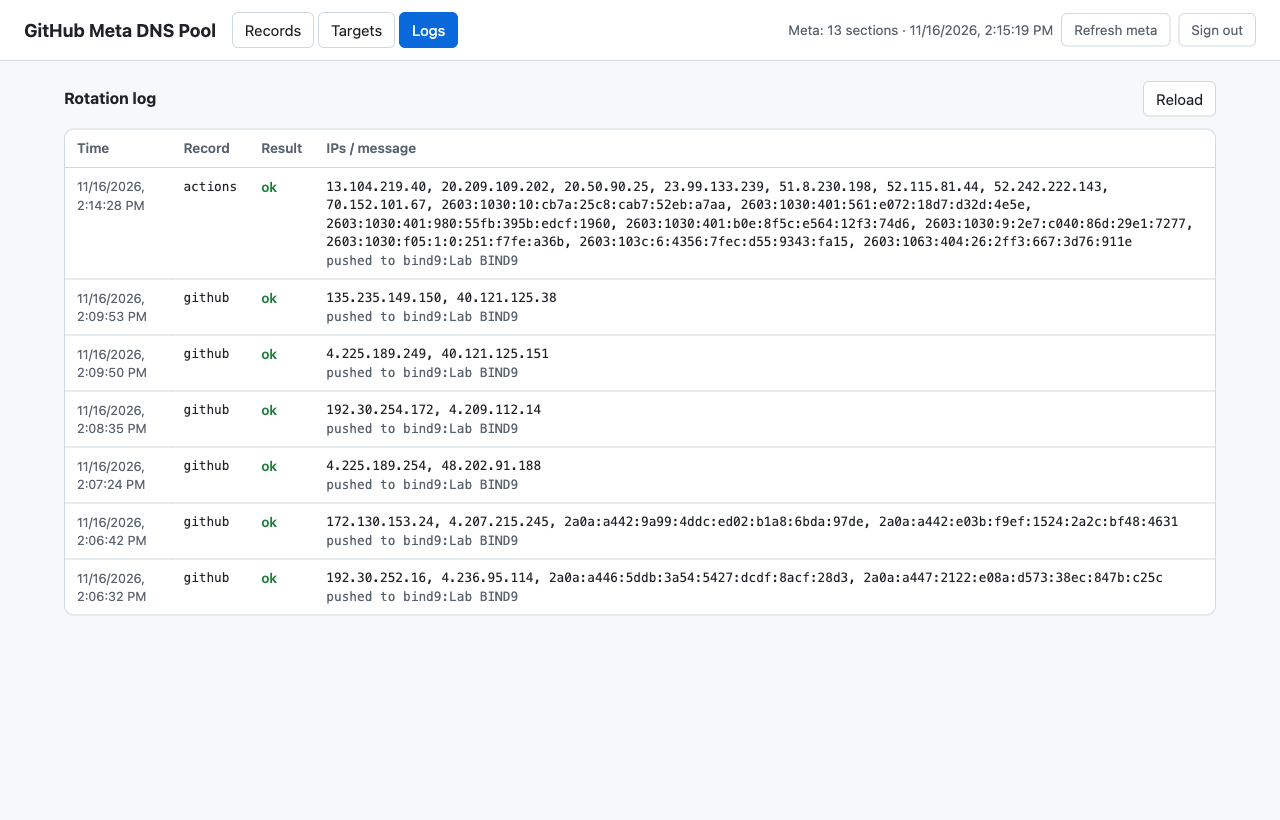 GitHub Meta DNS Pool Records Targets Logs Meta: 13 sections · 11/16/2026, 2:15:19 PM Refresh meta Sign out
Rotation log Reload
Time Record Result IPs / message
11/16/2026, actions ok 13.104.219.40, 20.209.109.202, 20.50.90.25, 23.99.133.239, 51.8.230.198, 52.115.81.44, 52.242.222.143,
2:14:28 PM 70.152.101.67, 2603:1030:10:cb7a:25c8:cab7:52eb:a7aa, 2603:1030:401:561:e072:18d7:d32d:4e5e,
2603:1030:401:980:55fb:395b:edcf:1960, 2603:1030:401:b0e:8f5c:e564:12f3:74d6, 2603:1030:9:2e7:c040:86d:29e1:7277,
2603:1030:f05:1:0:251:f7fe:a36b, 2603:103c:6:4356:7fec:d55:9343:fa15, 2603:1063:404:26:2ff3:667:3d76:911e
pushed to bind9:Lab BIND9
11/16/2026, github ok 135.235.149.150, 40.121.125.38
2:09:53 PM pushed to bind9:Lab BIND9
11/16/2026, github ok 4.225.189.249, 40.121.125.151
2:09:50 PM pushed to bind9:Lab BIND9
11/16/2026, github ok 192.30.254.172, 4.209.112.14
2:08:35 PM pushed to bind9:Lab BIND9
11/16/2026, github ok 4.225.189.254, 48.202.91.188
2:07:24 PM pushed to bind9:Lab BIND9
11/16/2026, github ok 172.130.153.24, 4.207.215.245, 2a0a:a442:9a99:4ddc:ed02:b1a8:6bda:97de, 2a0a:a442:e03b:f9ef:1524:2a2c:bf48:4631
2:06:42 PM pushed to bind9:Lab BIND9
11/16/2026, github ok 192.30.252.16, 4.236.95.114, 2a0a:a446:5ddb:3a54:5427:dcdf:8acf:28d3, 2a0a:a447:2122:e08a:d573:38ec:847b:c25c
2:06:32 PM pushed to bind9:Lab BIND9